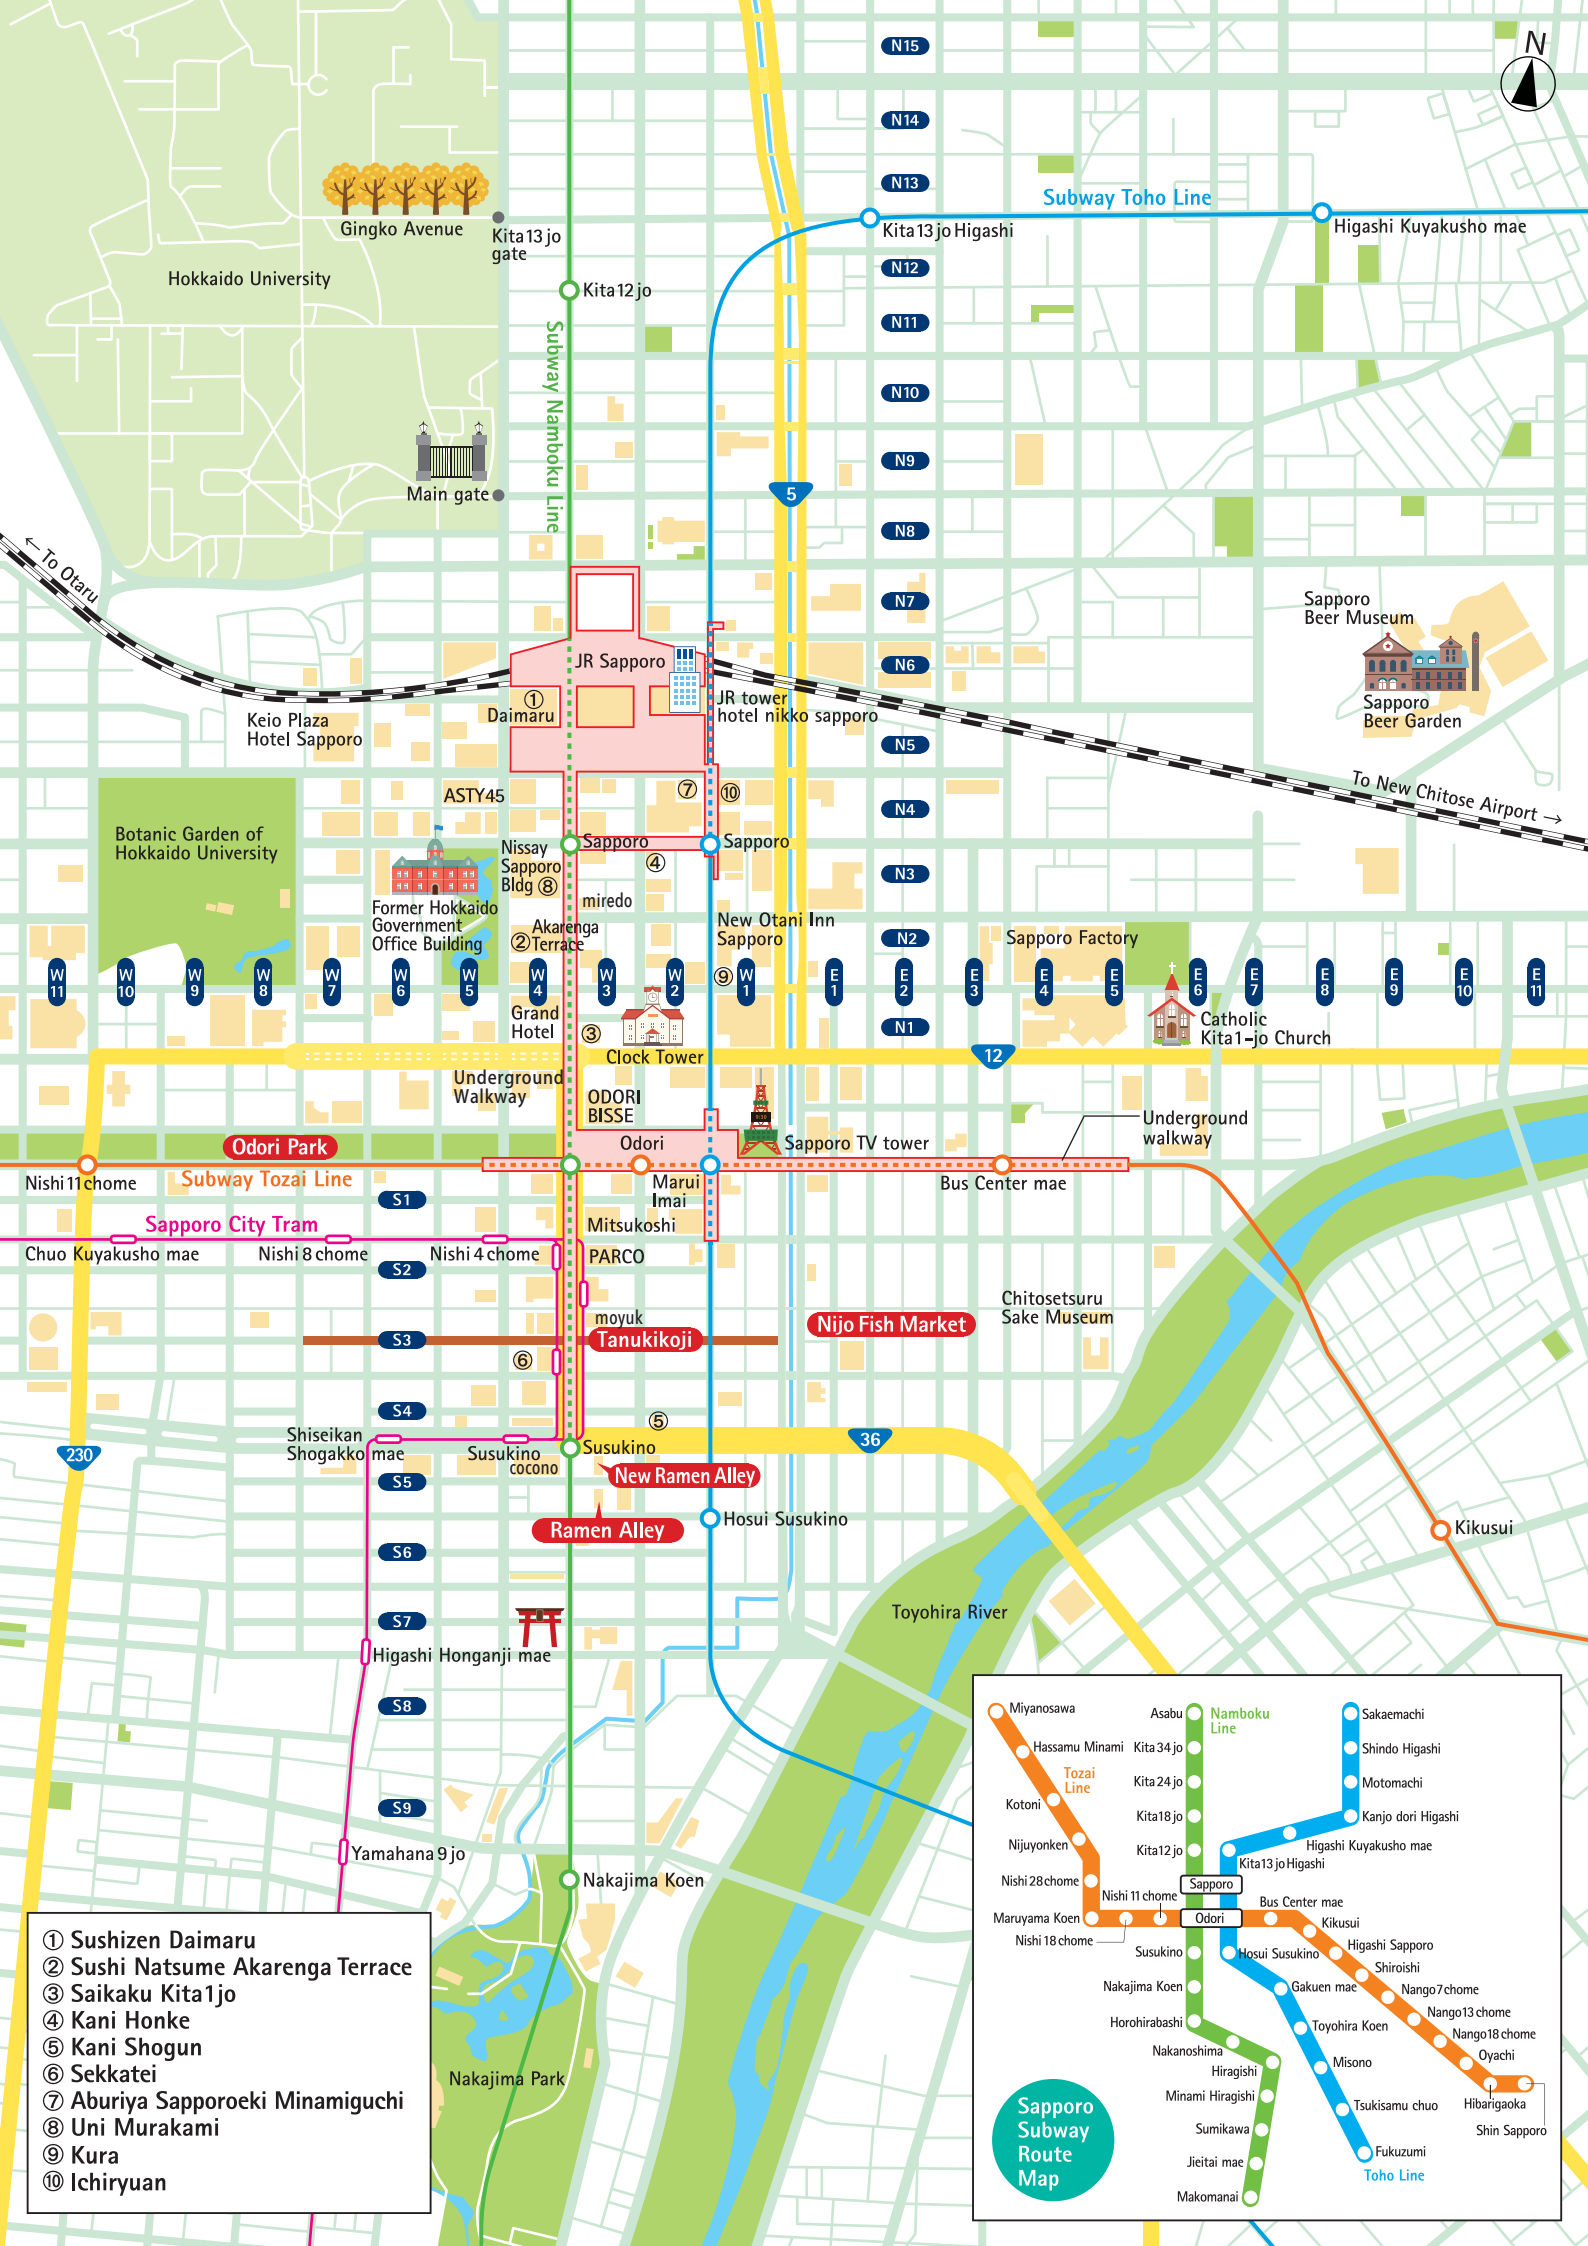 N15
N
N14
N13
Subway Toho Line
Gingko Avenue
Kita 13 jo
gate
Kita 13 jo Higashi
Higashi Kuyakusho mae
N12
Hokkaido University
Kita 12 jo
N11
Subway Namboku Line
N10
N9
Main gate
5
N8
← To Otaru
N7
Sapporo
Beer Museum
JR Sapporo
N6
①
Daimaru
JR tower
hotel nikko sapporo
Sapporo
Beer Garden
Keio Plaza
Hotel Sapporo
N5
To New Chitose Airport →
ASTY45
⑦
⑩
N4
Botanic Garden of
Hokkaido University
Nissay
Sapporo
Bldg ⑧
Sapporo
Sapporo
④
N3
miredo
Former Hokkaido
Government
Office Building
② Akarenga
Terrace
New Otani Inn
Sapporo
N2
Sapporo Factory
W
11
W
10
W
9
W
8
W
7
W
6
W
5
W
4
W
3
W
2
⑨
W
1
E
1
E
2
E
3
E
4
E
5
E
6
E
7
E
8
E
9
E
10
E
11
Grand
Hotel
③
N1
Catholic
Kita1-jo Church
Clock Tower
12
Underground
Walkway
ODORI
BISSE
Underground
walkway
Odori Park
Odori
Sapporo TV tower
Nishi 11 chome
Subway Tozai Line
Marui
Imai
Bus Center mae
S1
Sapporo City Tram
Mitsukoshi
Chuo Kuyakusho mae
Nishi 8 chome
Nishi 4 chome
PARCO
S2
Chitosetsuru
Sake Museum
moyuk
Nijo Fish Market
S3
Tanukikoji
⑥
S4
⑤
Shiseikan
Shogakko mae
Susukino
cocono
Susukino
36
230
S5
New Ramen Alley
Ramen Alley
Hosui Susukino
Kikusui
S6
S7
Toyohira River
Higashi Honganji mae
S8
S9
Yamahana 9 jo
Nakajima Koen
Nakajima Park
① Sushizen Daimaru
② Sushi Natsume Akarenga Terrace
③ Saikaku Kita1jo
④ Kani Honke
⑤ Kani Shogun
⑥ Sekkatei
⑦ Aburiya Sapporoeki Minamiguchi
⑧ Uni Murakami
⑨ Kura
⑩ Ichiryuan
Miyanosawa
Hassamu Minami
Tozai
Line
Kotoni
Nijuyonken
Nishi 28 chome
Maruyama Koen
Nishi 18 chome
Nishi 11 chome
Asabu
Namboku
Line
Kita 34 jo
Kita 24 jo
Kita18 jo
Kita12 jo
Sapporo
Odori
Susukino
Nakajima Koen
Horohirabashi
Nakanoshima
Hiragishi
Minami Hiragishi
Sumikawa
Jieitai mae
Makomanai
Sakaemachi
Shindo Higashi
Motomachi
Kanjo dori Higashi
Higashi Kuyakusho mae
Kita13 jo Higashi
Bus Center mae
Kikusui
Higashi Sapporo
Shiroishi
Nango7 chome
Nango13 chome
Nango18 chome
Oyachi
Hibarigaoka
Shin Sapporo
Hosui Susukino
Gakuen mae
Toyohira Koen
Misono
Tsukisamu chuo
Fukuzumi
Toho Line
Sapporo
Subway
Route
Map